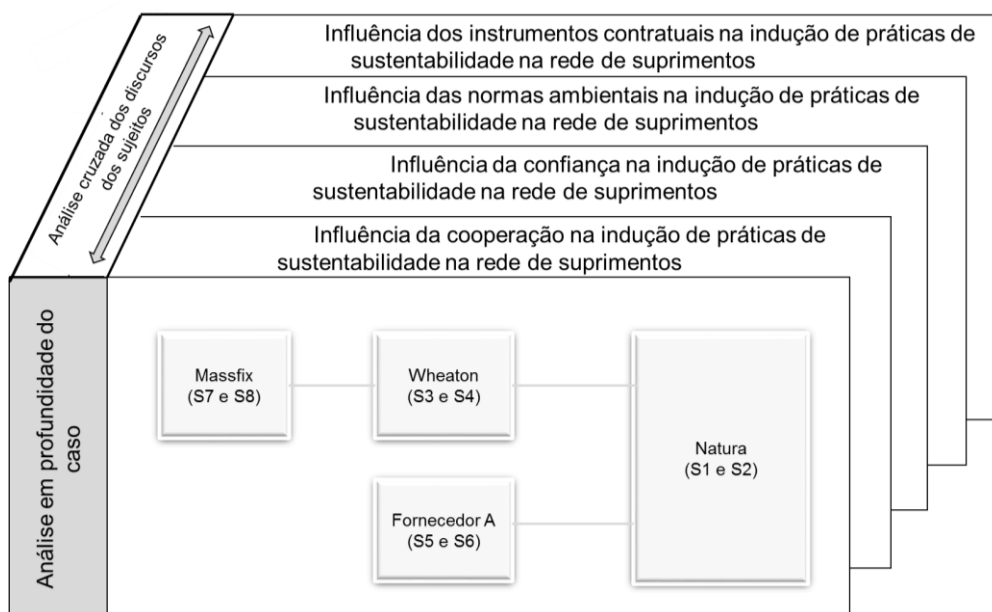 Influência dos instrumentos contratuais na indução de práticas de
sustentabilidade na rede de suprimentos
Influência das normas ambientais na indução de práticas de
sustentabilidade na rede de suprimentos
Influência da confiança na indução de práticas de
sustentabilidade na rede de suprimentos
Influência da cooperação na indução de práticas de
sustentabilidade na rede de suprimentos
Análise cruzada dos discursos
dos sujeitos
Análise em profundidade do
caso
Massfix
(S7 e S8)
Wheaton
(S3 e S4)
Natura
(S1 e S2)
Fornecedor A
(S5 e S6)